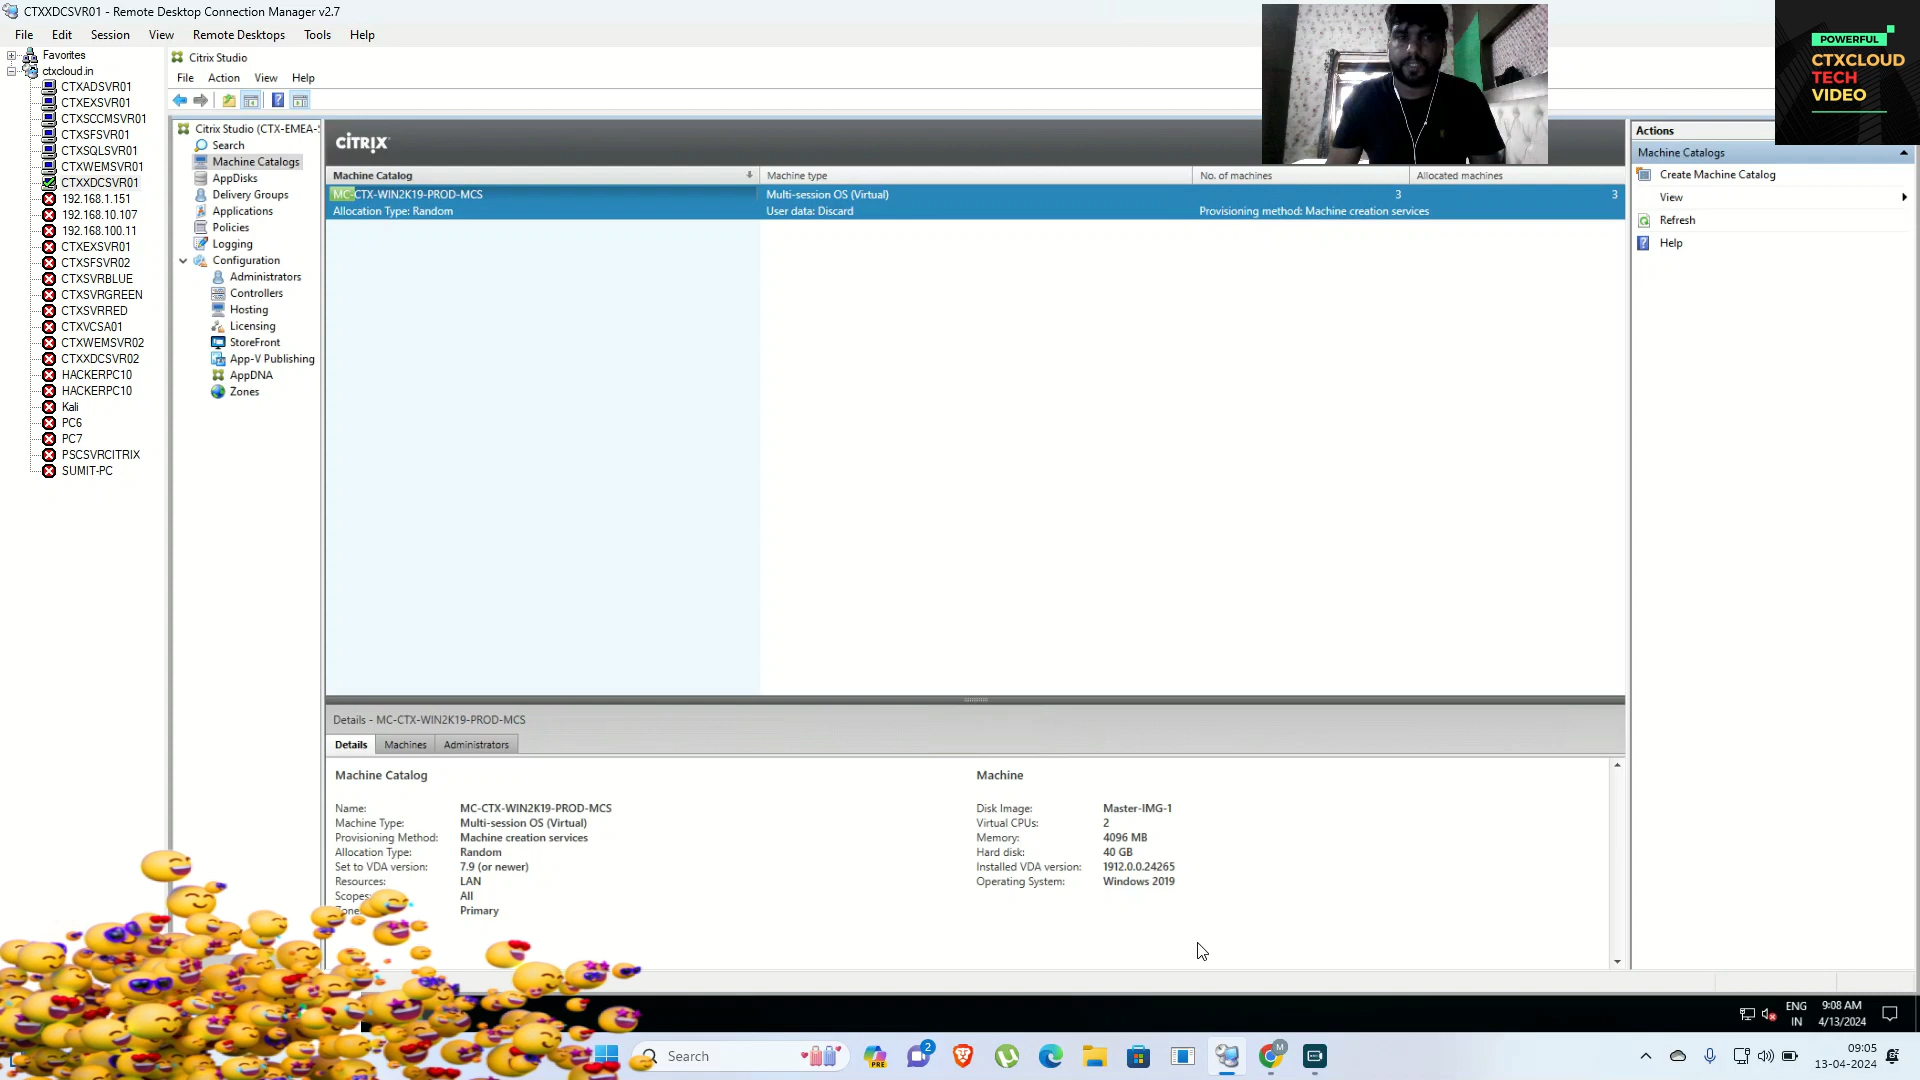 CTXXDCSVR01 - Remote Desktop Connection Manager v2.7
File Edit Session View Remote Desktops Tools Help
Favorites
ctxcloud.in
CTXADSVR01
CTXEXSVR01
CTXSCCMSVR01
CTXSFSVR01
CTXSQLSVR01
CTXWEMSVR01
CTXXDCSVR01
192.168.1.151
192.168.10.107
192.168.100.11
CTXEXSVR01
CTXSFSVR02
CTXSVRBLUE
CTXSVRGREEN
CTXSVRRED
CTXVCSA01
CTXWEMSVR02
CTXXDCSVR02
HACKERPC10
HACKERPC10
Kali
PC6
PC7
PSCSVRCITRIX
SUMIT-PC
Citrix Studio
File Action View Help
Citrix Studio (CTX-EMEA-S
Search
Machine Catalogs
AppDisks
Delivery Groups
Applications
Policies
Logging
Configuration
Administrators
Controllers
Hosting
Licensing
StoreFront
App-V Publishing
AppDNA
Zones
CITRIX
Machine Catalog Machine type No. of machines Allocated machines
MC-CTX-WIN2K19-PROD-MCS Multi-session OS (Virtual) 3 3
Allocation Type: Random User data: Discard Provisioning method: Machine creation services
Details - MC-CTX-WIN2K19-PROD-MCS
Details Machines Administrators
Machine Catalog
Name: MC-CTX-WIN2K19-PROD-MCS
Machine Type: Multi-session OS (Virtual)
Provisioning Method: Machine creation services
Allocation Type: Random
Set to VDA version: 7.9 (or newer)
Resources: LAN
Scopes: All
Zone: Primary
Machine
Disk Image: Master-IMG-1
Virtual CPUs: 2
Memory: 4096 MB
Hard disk: 40 GB
Installed VDA version: 1912.0.0.24265
Operating System: Windows 2019
Actions
Machine Catalogs
Create Machine Catalog
View
Refresh
Help
POWERFUL
CTXCLOUD
TECH
VIDEO
ENG
IN
9:08 AM
4/13/2024
Search
PRE
2
M
09:05
13-04-2024